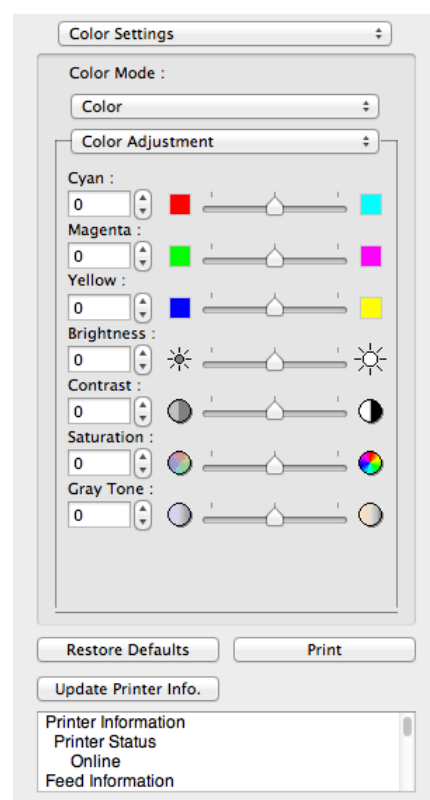 Color Settings
Color Mode :
Color
Color Adjustment
Cyan :
0
Magenta :
0
Yellow :
0
Brightness :
0
Contrast :
0
Saturation :
0
Gray Tone :
0
Restore Defaults
Print
Update Printer Info.
Printer Information
Printer Status
Online
Feed Information